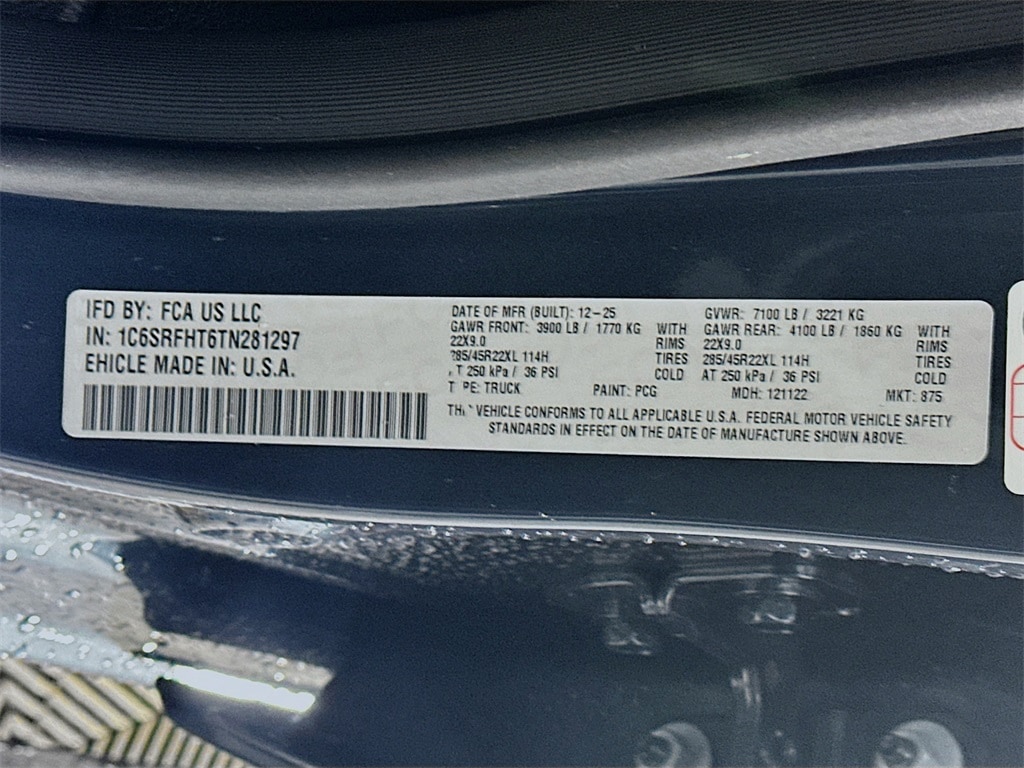 IFD BY: FCA US LLC
IN: 1C6SRFHT6TN281297
EHICLE MADE IN: U.S.A.
DATE OF MFR (BUILT): 12-25 GVWR: 7100 LB / 3221 KG
GAWR FRONT: 3900 LB / 1770 KG WITH GAWR REAR: 4100 LB / 1860 KG WITH
22X9.0 RIMS 22X9.0 RIMS
285/45R22XL 114H TIRES 285/45R22XL 114H TIRES
T 250 kPa / 36 PSI COLD AT 250 kPa / 36 PSI COLD
T PE: TRUCK PAINT: PCG MDH: 121122 MKT: 875
TH VEHICLE CONFORMS TO ALL APPLICABLE U.S.A. FEDERAL MOTOR VEHICLE SAFETY
STANDARDS IN EFFECT ON THE DATE OF MANUFACTURE SHOWN ABOVE.